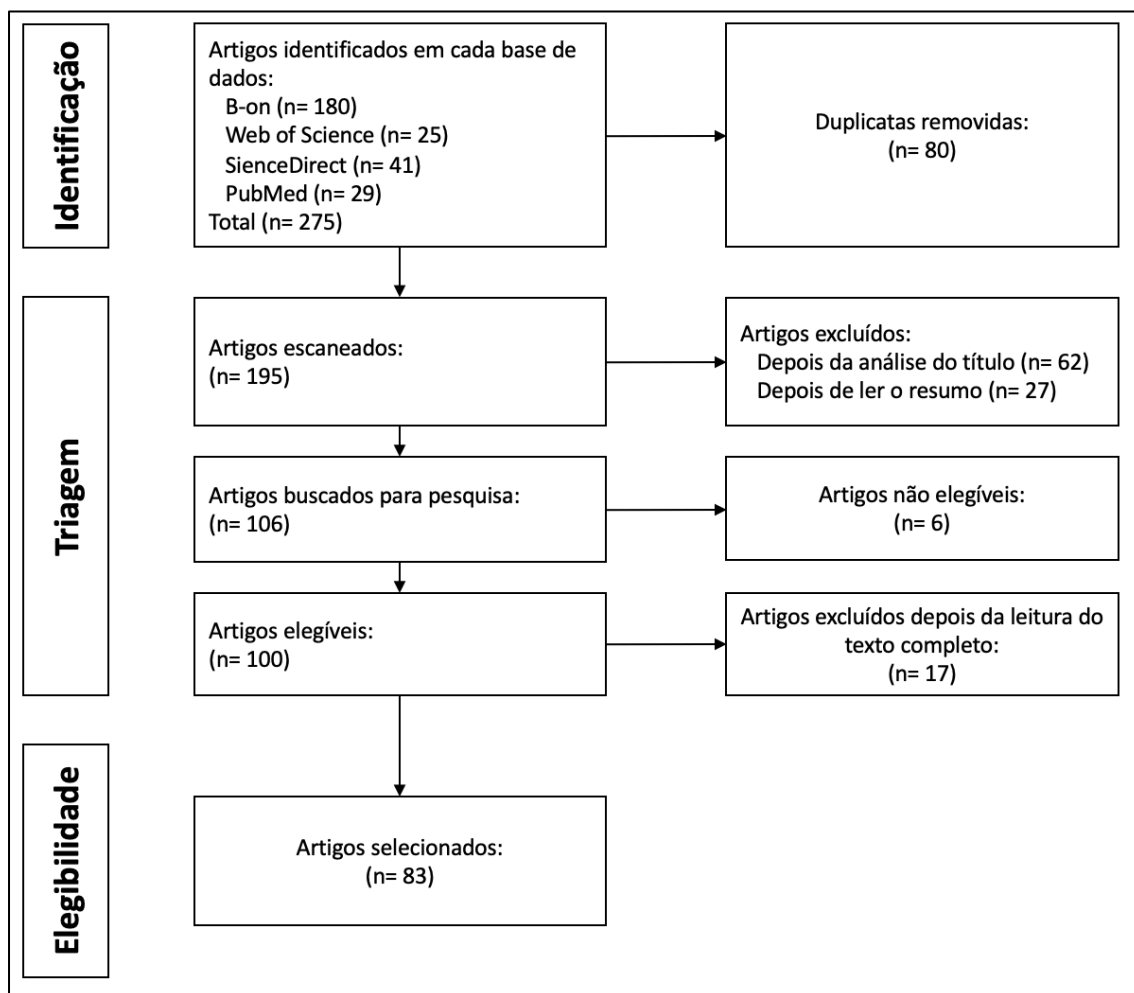 Identificação
Artigos identificados em cada base de
dados:
B-on (n= 180)
Web of Science (n= 25)
SienceDirect (n= 41)
PubMed (n= 29)
Total (n= 275)
Duplicatas removidas:
(n= 80)
Triagem
Artigos escaneados:
(n= 195)
Artigos excluídos:
Depois da análise do título (n= 62)
Depois de ler o resumo (n= 27)
Artigos buscados para pesquisa:
(n= 106)
Artigos não elegíveis:
(n= 6)
Artigos elegíveis:
(n= 100)
Artigos excluídos depois da leitura do
texto completo:
(n= 17)
Elegibilidade
Artigos selecionados:
(n= 83)